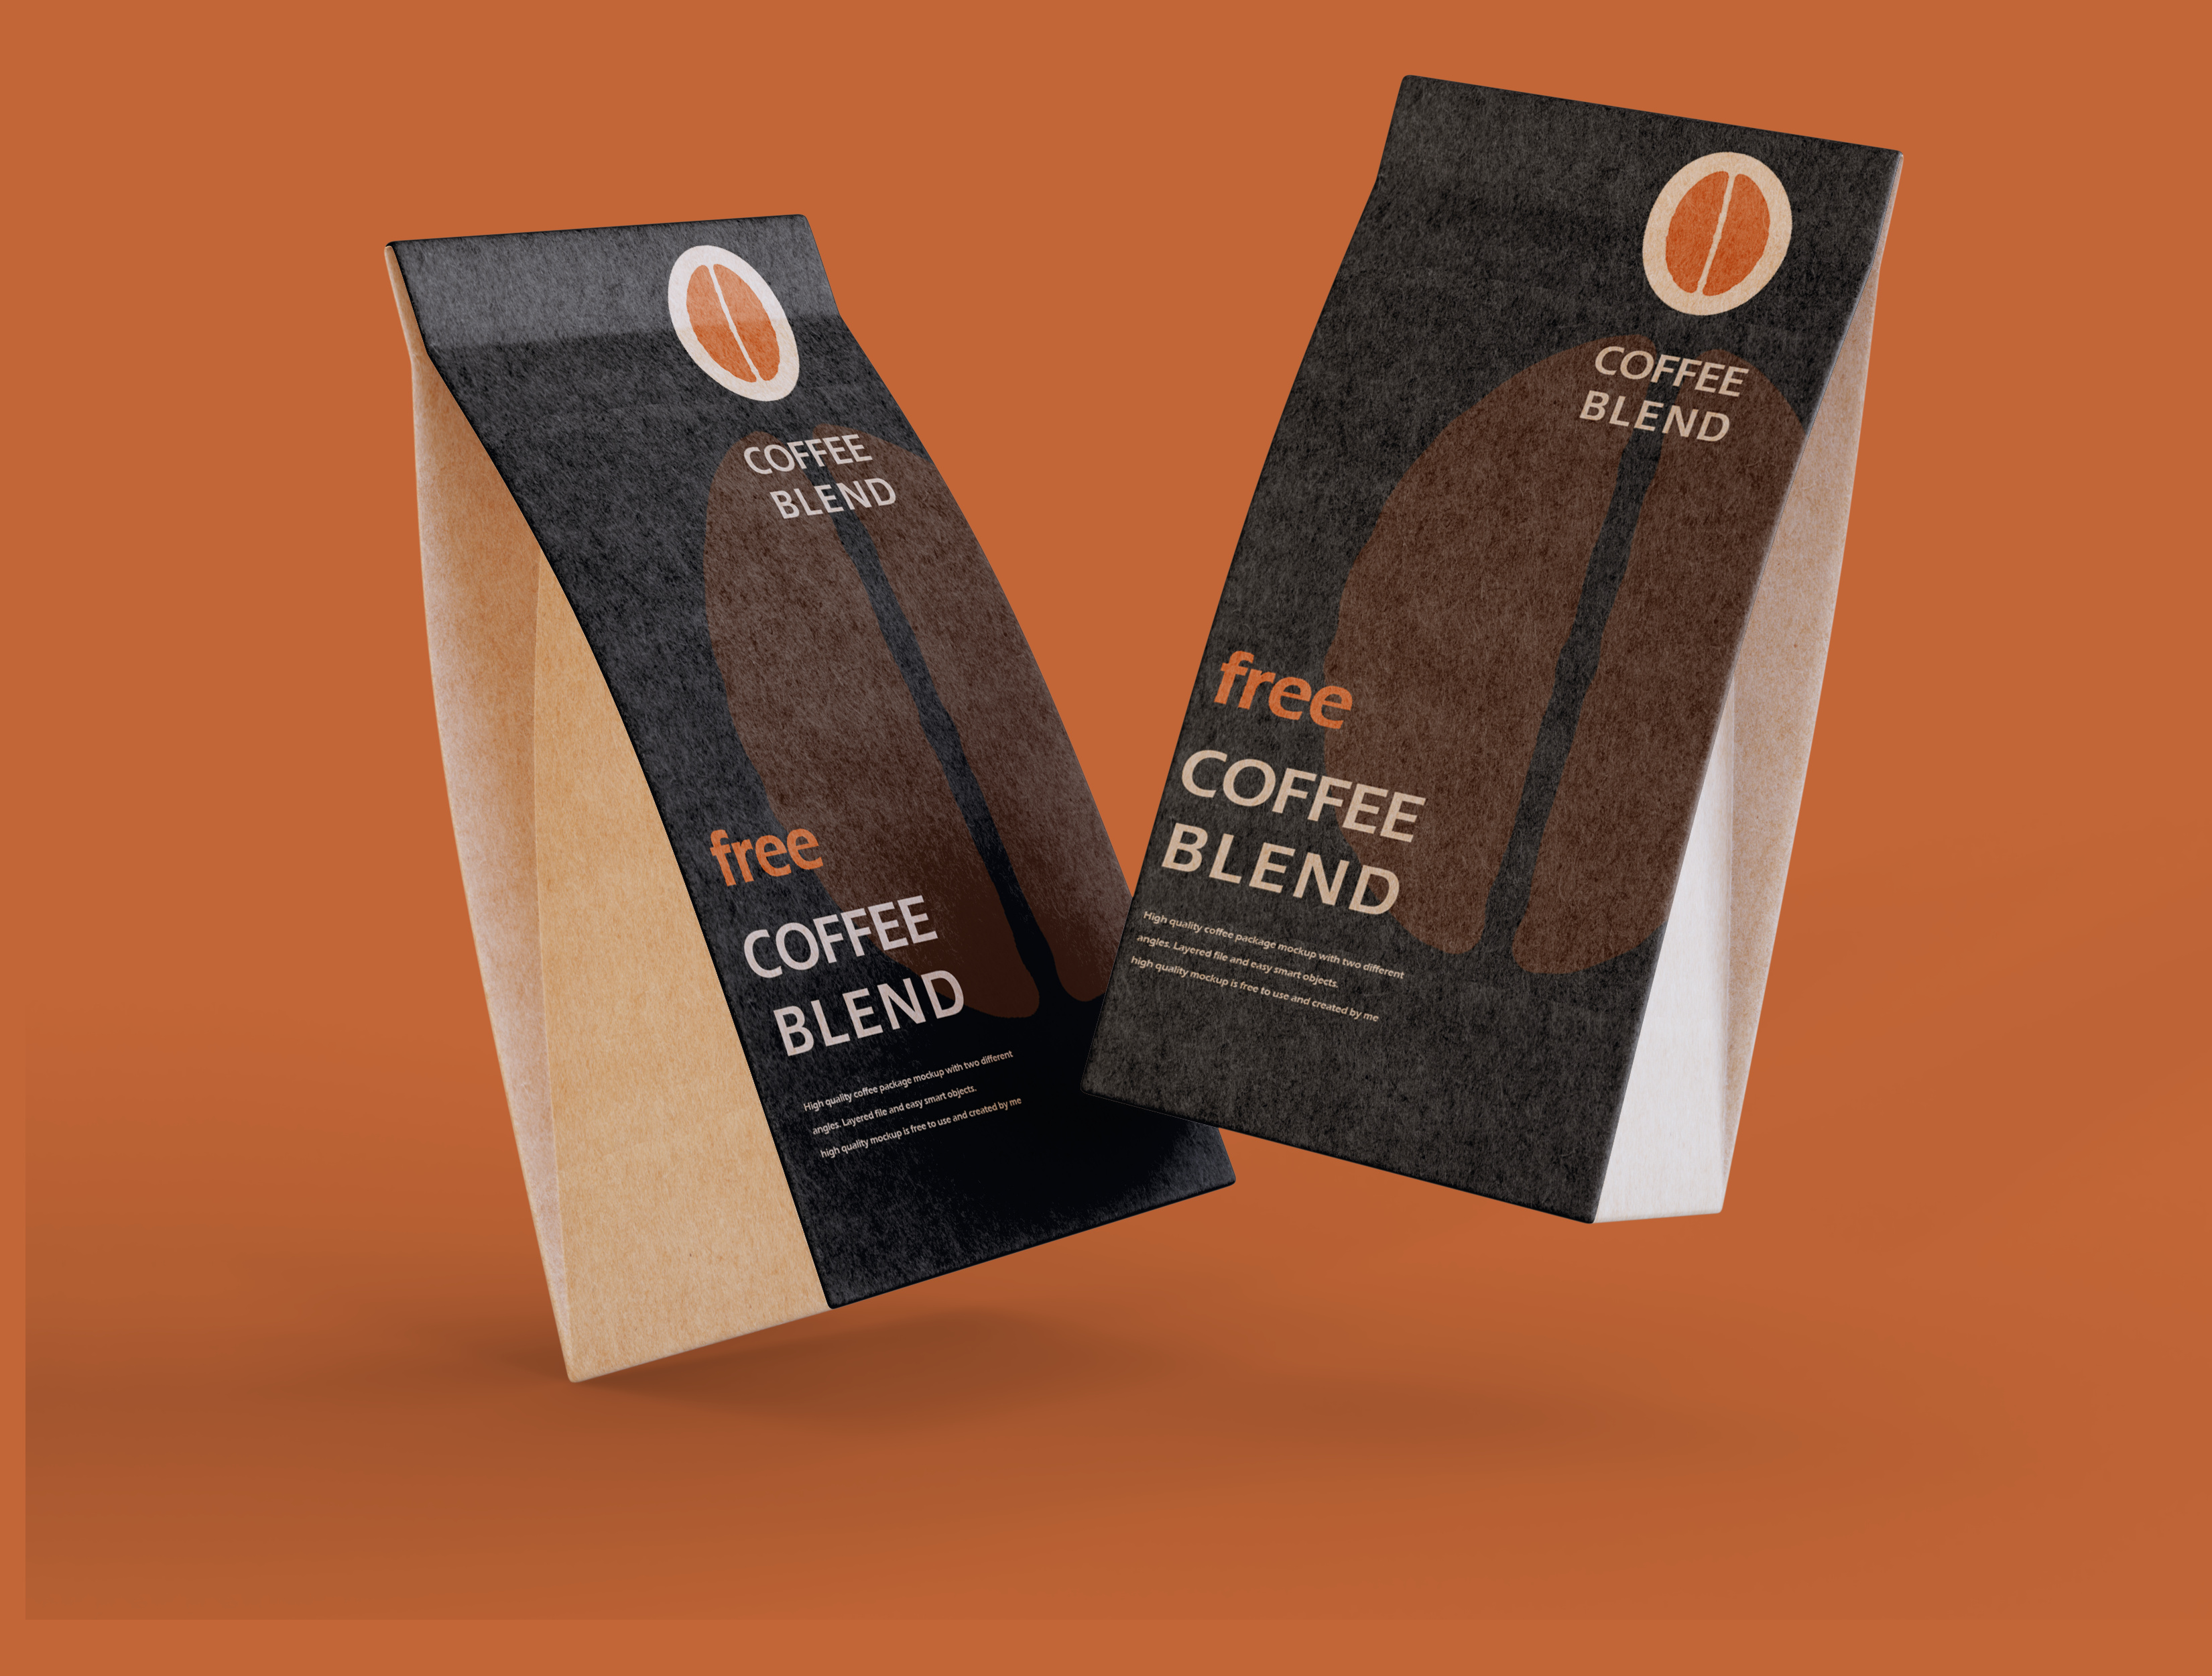 COFFEE
BLEND
free
COFFEE
BLEND
High quality coffee package mockup with two different
angles. Layered file and easy smart objects.
high quality mockup is free to use and created by me
COFFEE
BLEND
free
COFFEE
BLEND
High quality coffee package mockup with two different
angles. Layered file and easy smart objects.
high quality mockup is free to use and created by me